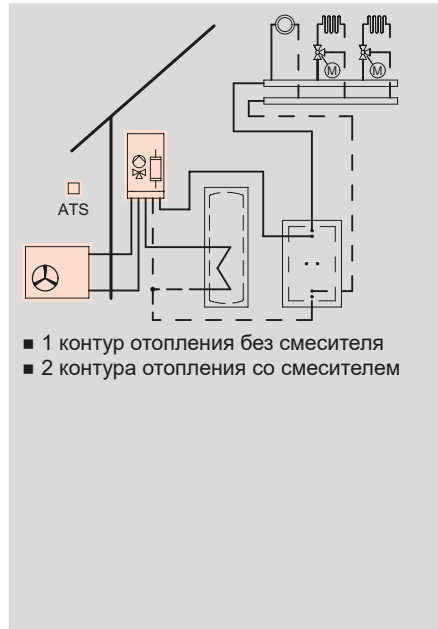 M M
ATS
■ 1 контур отопления без смесителя
■ 2 контура отопления со смесителем